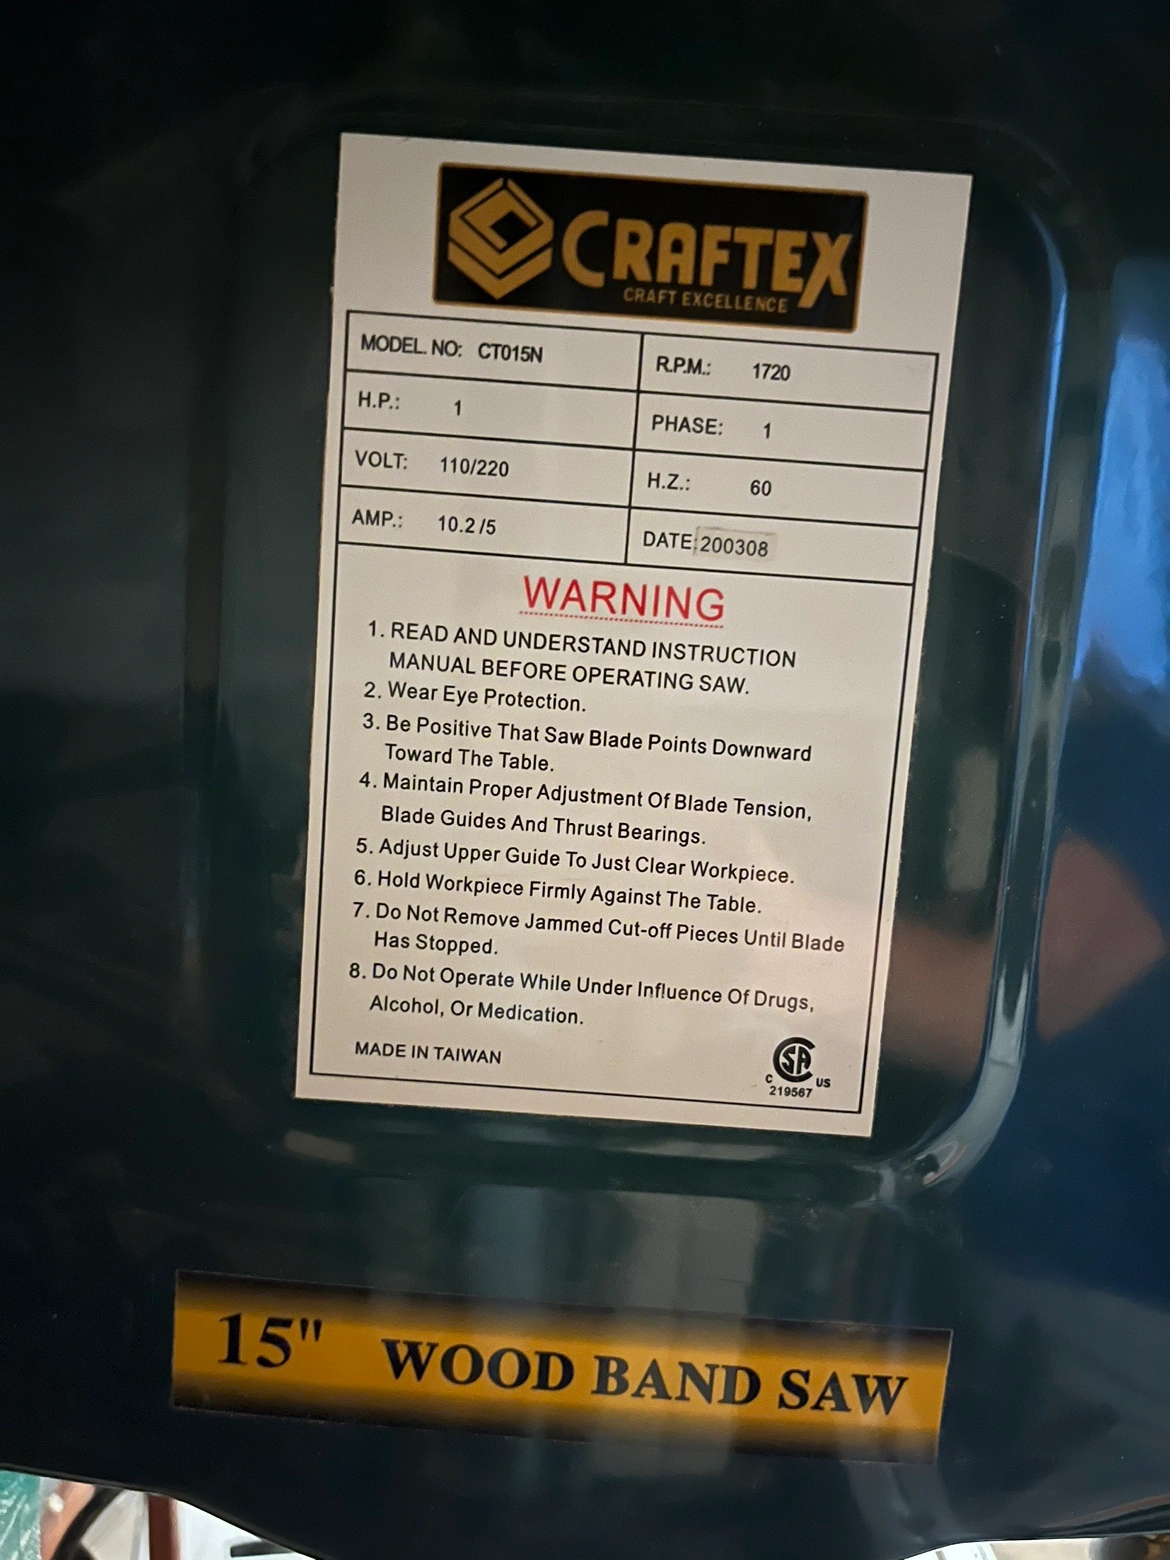 CRAFTEX
CRAFT EXCELLENCE
MODEL. NO: CT015N
R.P.M.: 1720
H.P.: 1
PHASE: 1
VOLT: 110/220
H.Z.: 60
AMP.: 10.2/5
DATE: 200308
WARNING
1. READ AND UNDERSTAND INSTRUCTION
MANUAL BEFORE OPERATING SAW.
2. Wear Eye Protection.
3. Be Positive That Saw Blade Points Downward
Toward The Table.
4. Maintain Proper Adjustment Of Blade Tension,
Blade Guides And Thrust Bearings.
5. Adjust Upper Guide To Just Clear Workpiece.
6. Hold Workpiece Firmly Against The Table.
7. Do Not Remove Jammed Cut-off Pieces Until Blade
Has Stopped.
8. Do Not Operate While Under Influence Of Drugs,
Alcohol, Or Medication.
MADE IN TAIWAN
SA
C US
219567
15" WOOD BAND SAW